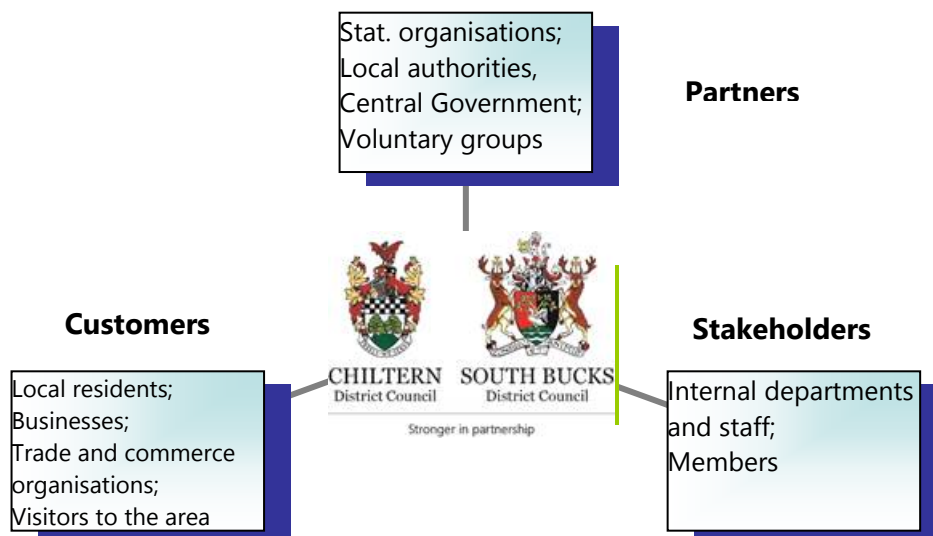 Stat. organisations;
Local authorities,
Central Government;
Voluntary groups
Partners
Customers
Local residents;
Businesses;
Trade and commerce
organisations;
Visitors to the area
CHILTERN
District Council
SOUTH BUCKS
District Council
Stronger in partnership
Stakeholders
Internal departments
and staff;
Members